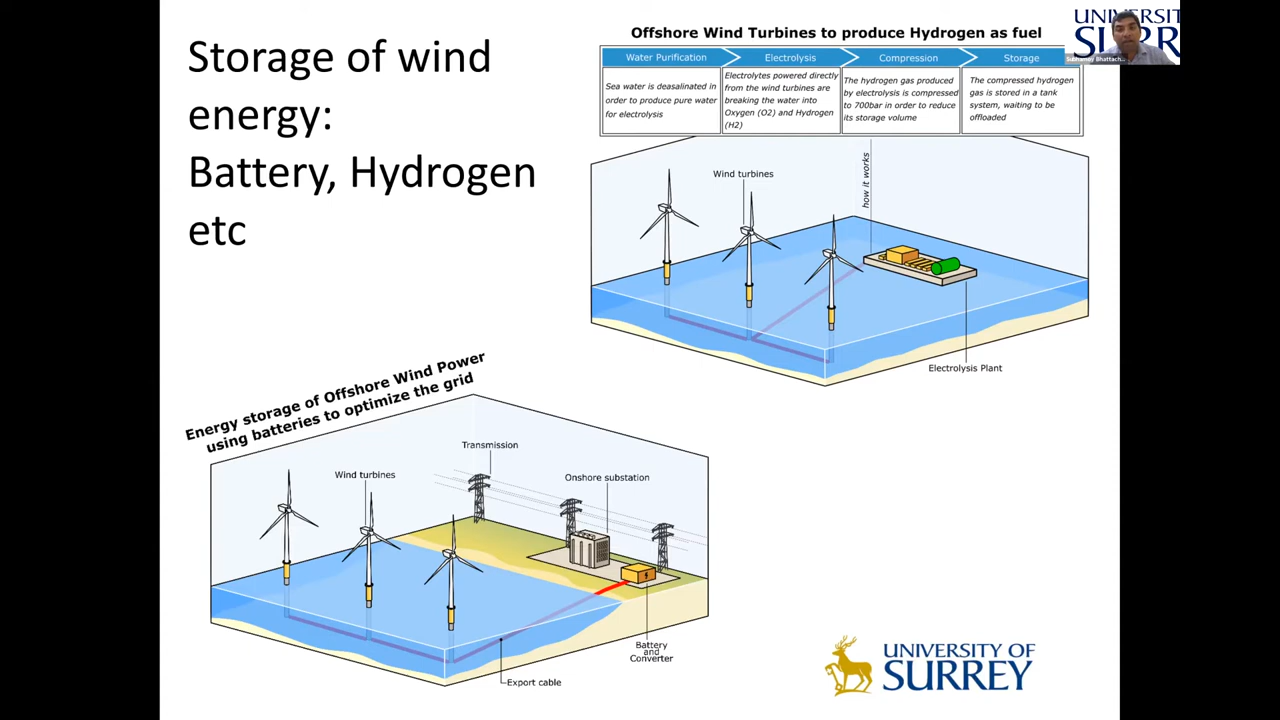 Storage of wind
energy:
Battery, Hydrogen
etc
Offshore Wind Turbines to produce Hydrogen as fuel
Water Purification
Electrolysis
Compression
Storage
Sea water is deasalinated in
order to produce pure water
for electrolysis
Electrolytes powered directly
from the wind turbines are
breaking the water into
Oxygen (O2) and Hydrogen
(H2)
The hydrogen gas produced
by electrolysis is compressed
to 700bar in order to reduce
its storage volume
The compressed hydrogen
gas is stored in a tank
system, waiting to be
offloaded
how it works
Wind turbines
Electrolysis Plant
Energy storage of Offshore Wind Power
using batteries to optimize the grid
Transmission
Wind turbines
Onshore substation
Battery
and
Converter
Export cable
UNIVERSITY OF
SURREY